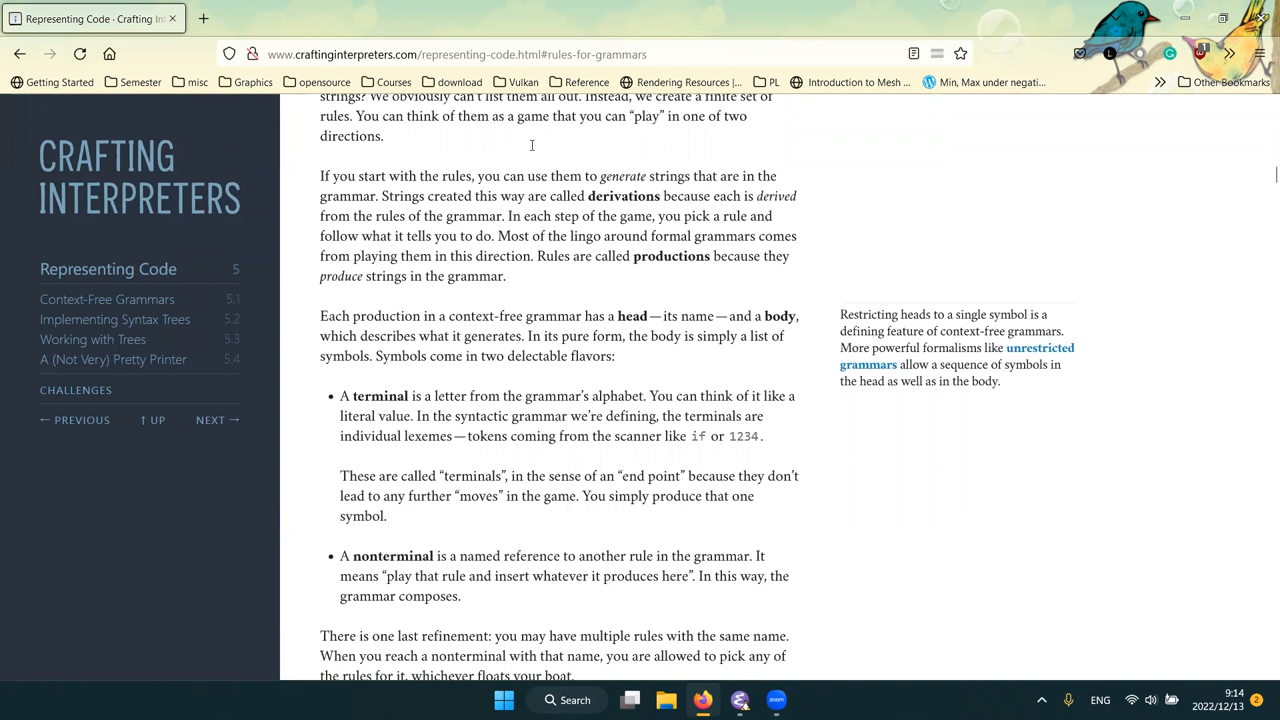 Representing Code · Crafting In
www.craftinginterpreters.com/representing-code.html#rules-for-grammars
Getting Started
Semester
misc
Graphics
opensource
Courses
download
Vulkan
Reference
Rendering Resources |...
PL
Introduction to Mesh ...
Min, Max under negati...
Other Bookmarks
CRAFTING
INTERPRETERS
Representing Code 5
Context-Free Grammars 5.1
Implementing Syntax Trees 5.2
Working with Trees 5.3
A (Not Very) Pretty Printer 5.4
CHALLENGES
← PREVIOUS ↑ UP NEXT →
strings? We obviously can't list them all out. Instead, we create a finite set of
rules. You can think of them as a game that you can “play” in one of two
directions.
If you start with the rules, you can use them to generate strings that are in the
grammar. Strings created this way are called derivations because each is derived
from the rules of the grammar. In each step of the game, you pick a rule and
follow what it tells you to do. Most of the lingo around formal grammars comes
from playing them in this direction. Rules are called productions because they
produce strings in the grammar.
Each production in a context-free grammar has a head—its name—and a body,
which describes what it generates. In its pure form, the body is simply a list of
symbols. Symbols come in two delectable flavors:
• A terminal is a letter from the grammar’s alphabet. You can think of it like a
literal value. In the syntactic grammar we’re defining, the terminals are
individual lexemes—tokens coming from the scanner like if or 1234.
These are called “terminals”, in the sense of an “end point” because they don’t
lead to any further “moves” in the game. You simply produce that one
symbol.
• A nonterminal is a named reference to another rule in the grammar. It
means “play that rule and insert whatever it produces here”. In this way, the
grammar composes.
There is one last refinement: you may have multiple rules with the same name.
When you reach a nonterminal with that name, you are allowed to pick any of
the rules for it, whichever floats your boat.
Restricting heads to a single symbol is a
defining feature of context-free grammars.
More powerful formalisms like unrestricted
grammars allow a sequence of symbols in
the head as well as in the body.
Search
zoom
ENG
9:14
2022/12/13
2